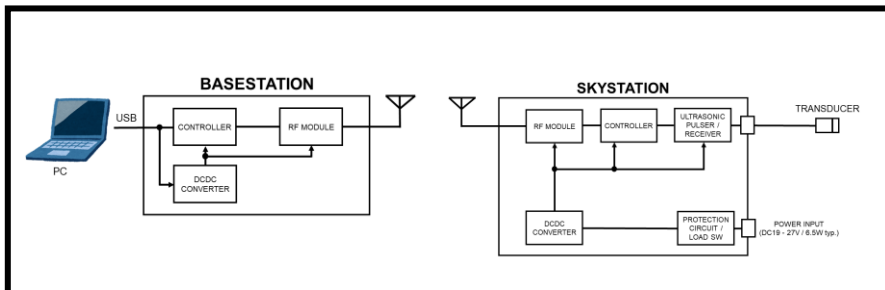 BASESTATION
USB
CONTROLLER
RF MODULE
DCDC
CONVERTER
PC
SKYSTATION
RF MODULE
CONTROLLER
ULTRASONIC
PULSER /
RECEIVER
TRANSDUCER
DCDC
CONVERTER
PROTECTION
CIRCUIT /
LOAD SW
POWER INPUT
(DC19 - 27V / 6.5W typ.)